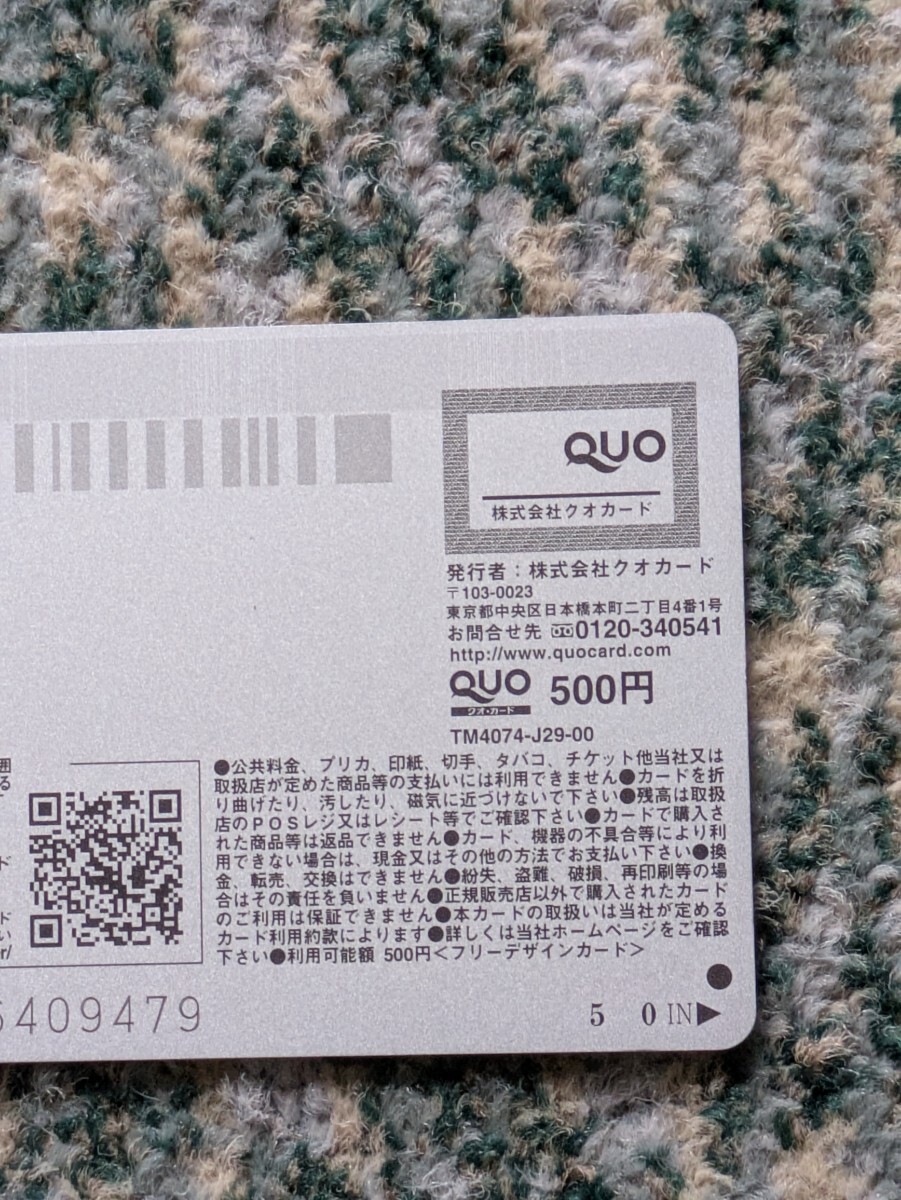 QUO
株式会社クオカード
発行者：株式会社クオカード
〒103-0023
東京都中央区日本橋本町二丁目4番1号
お問合せ先 0120-340541
http://www.quocard.com
QUO 500円
クオ・カード
TM4074-J29-00
囲
る
ド
ド
い
er/
●公共料金、プリカ、印紙、切手、タバコ、チケット他当社又は
取扱店が定めた商品等の支払いには利用できません●カードを折
り曲げたり、汚したり、磁気に近づけないで下さい●残高は取扱
店のPOSレジ又はレシート等でご確認下さい●カードで購入さ
れた商品等は返品できません●カード、機器の不具合等により利
用できない場合は、現金又はその他の方法でお支払い下さい●換
金、転売、交換はできません●紛失、盗難、破損、再印刷等の場
合はその責任を負いません●正規販売店以外で購入されたカード
のご利用は保証できません●本カードの取扱いは当社が定める
カード利用約款によります●詳しくは当社ホームページをご確認
下さい●利用可能額 500円＜フリーデザインカード＞
409479
5 0 IN▶